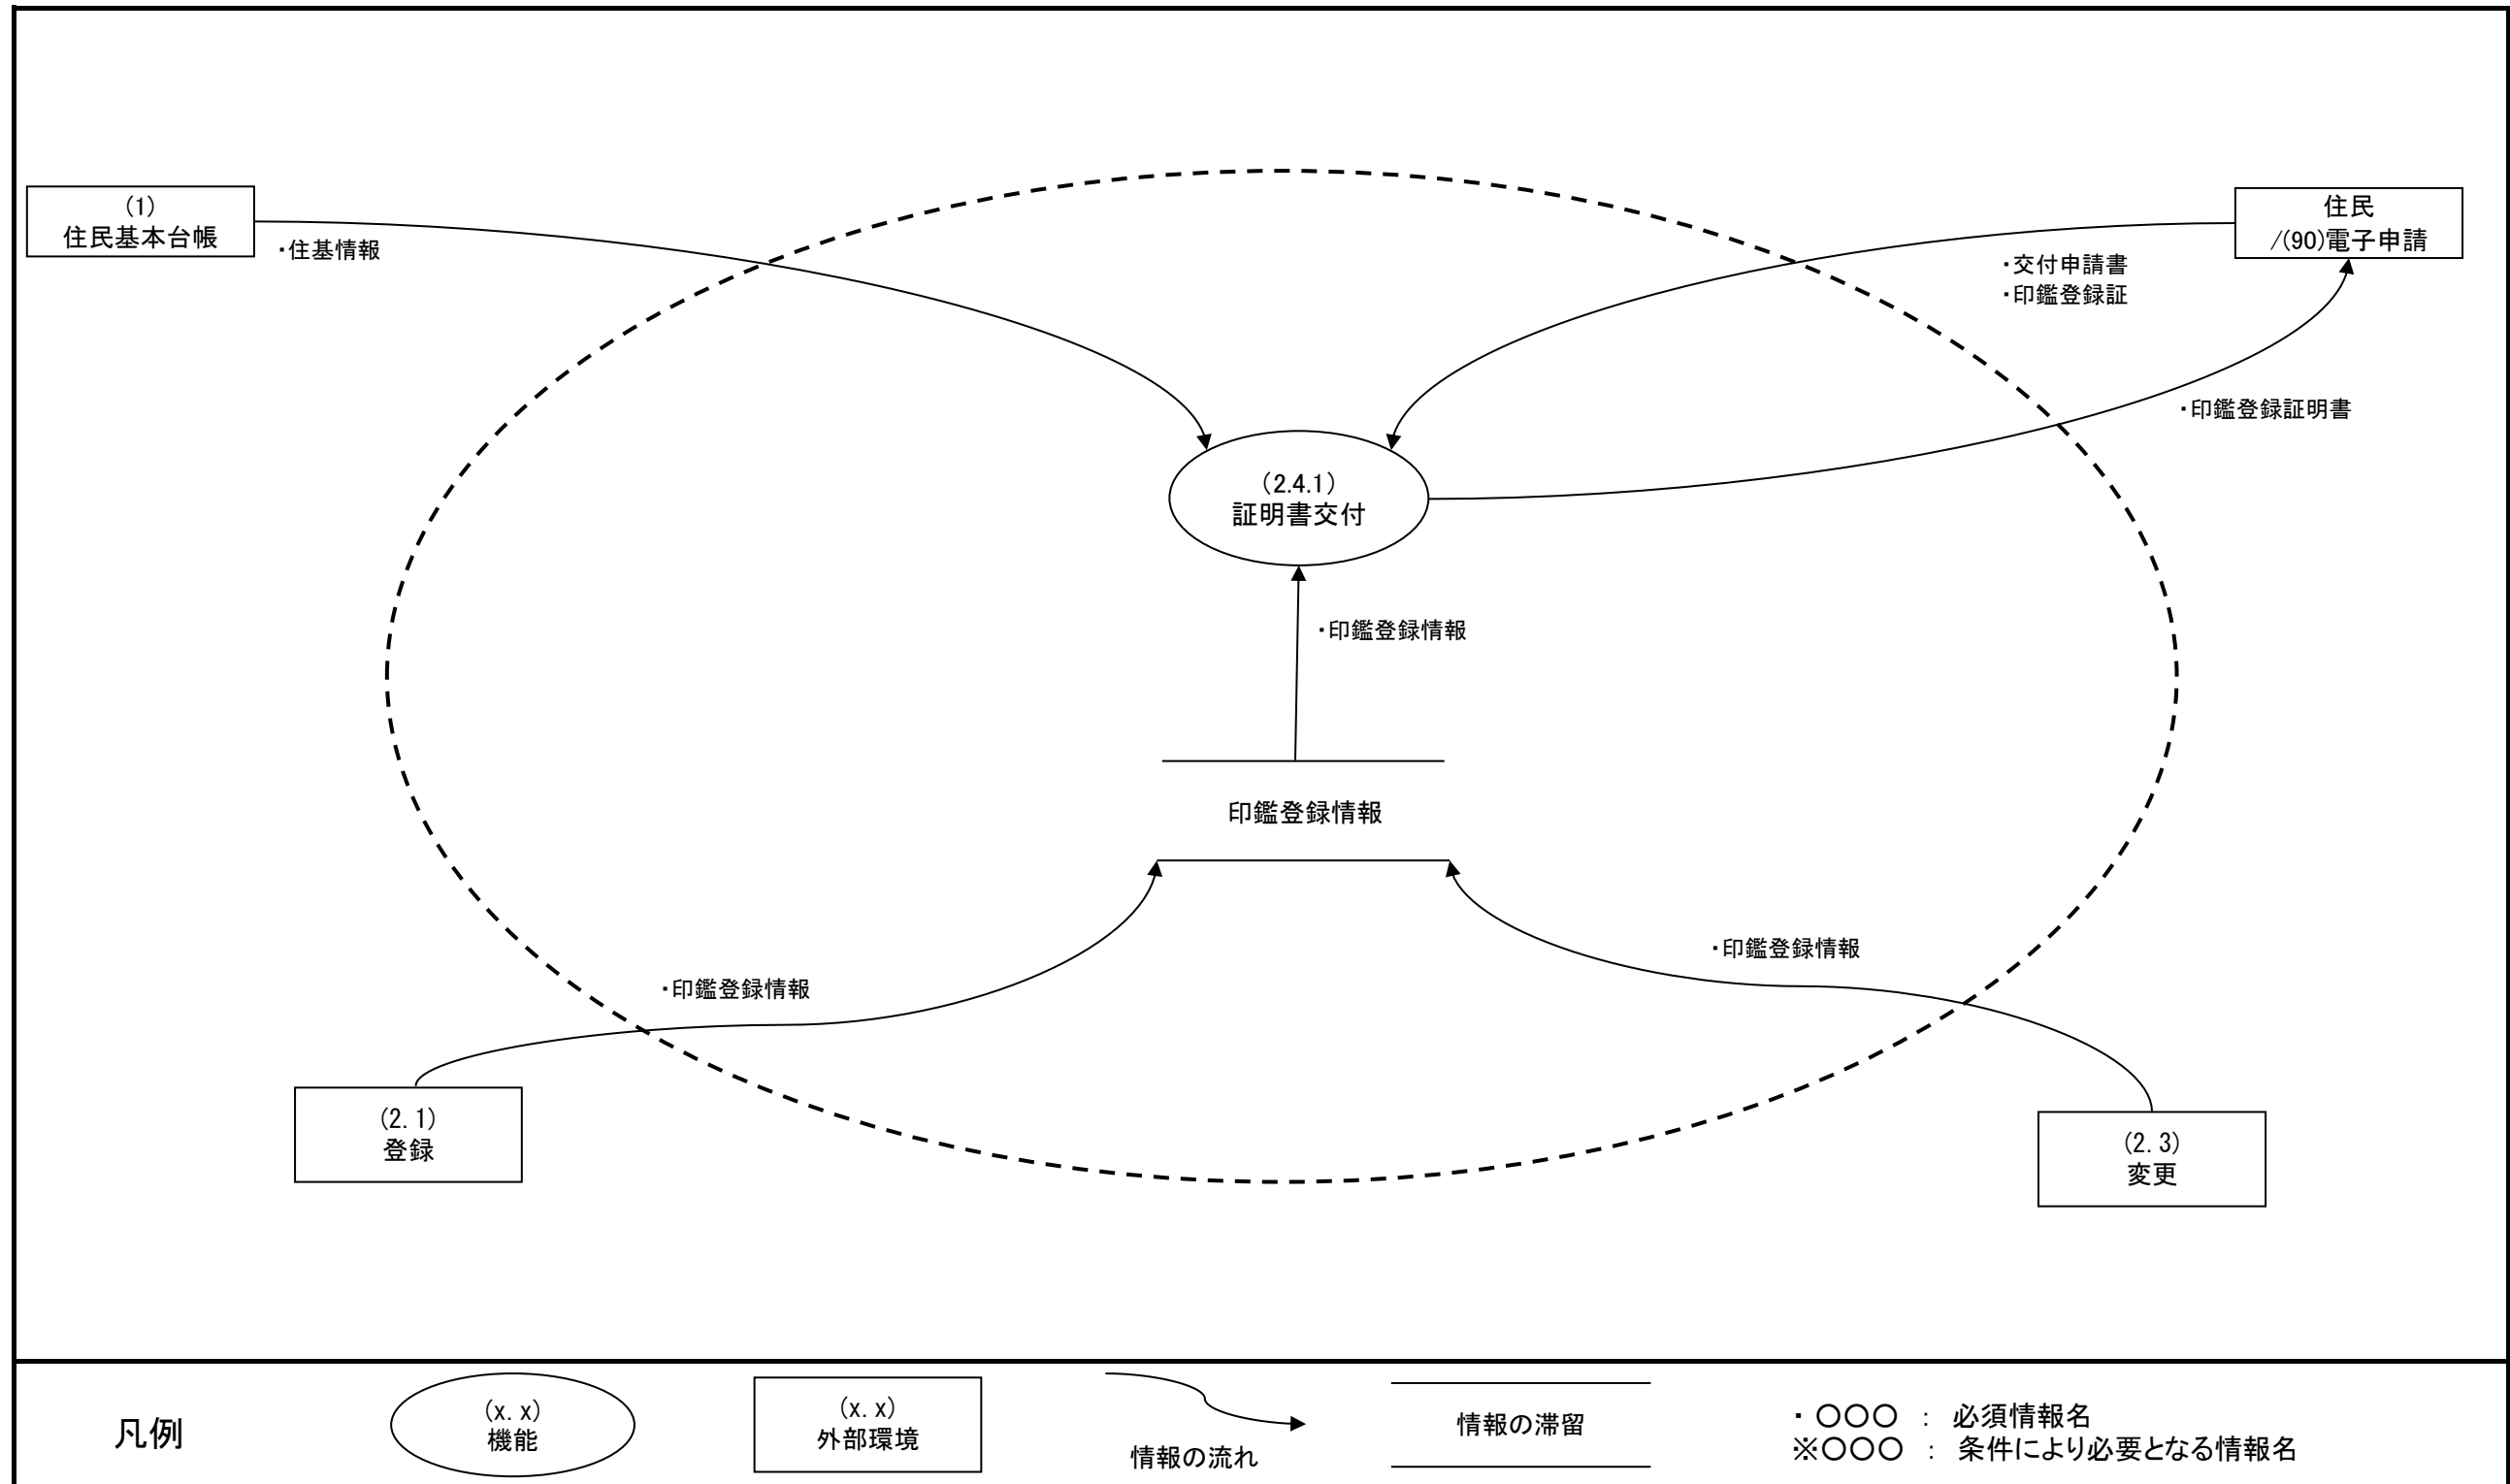 (1)
住民基本台帳
・住基情報
住民
/(90)電子申請
・交付申請書
・印鑑登録証
・印鑑登録証明書
(2.4.1)
証明書交付
・印鑑登録情報
印鑑登録情報
・印鑑登録情報
・印鑑登録情報
(2.1)
登録
(2.3)
変更
凡例
(x.x)
機能
(x.x)
外部環境
情報の流れ
情報の滞留
・ 〇〇〇 : 必須情報名
※〇〇〇 : 条件により必要となる情報名